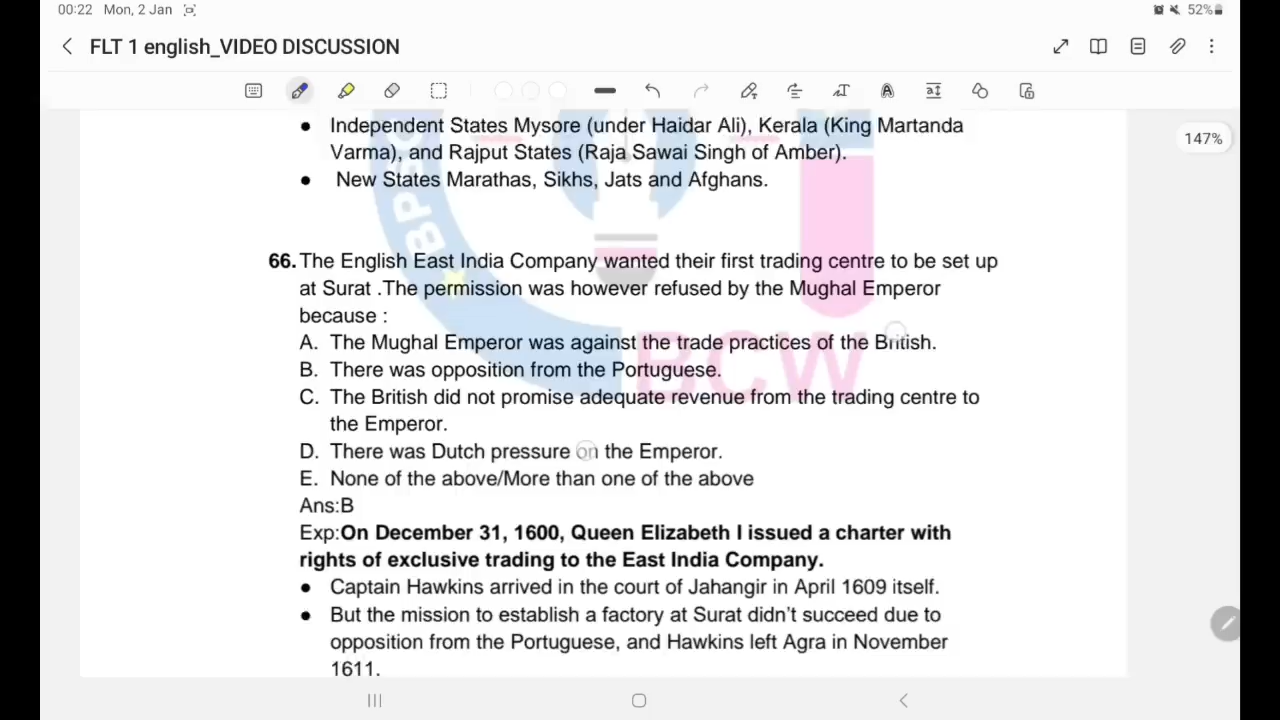 00:22 Mon, 2 Jan
52%
FLT 1 english_VIDEO DISCUSSION
147%
• Independent States Mysore (under Haidar Ali), Kerala (King Martanda
Varma), and Rajput States (Raja Sawai Singh of Amber).
• New States Marathas, Sikhs, Jats and Afghans.
BPSC
BCW
66. The English East India Company wanted their first trading centre to be set up
at Surat .The permission was however refused by the Mughal Emperor
because :
A. The Mughal Emperor was against the trade practices of the British.
B. There was opposition from the Portuguese.
C. The British did not promise adequate revenue from the trading centre to
the Emperor.
D. There was Dutch pressure on the Emperor.
E. None of the above/More than one of the above
Ans:B
Exp:On December 31, 1600, Queen Elizabeth I issued a charter with
rights of exclusive trading to the East India Company.
• Captain Hawkins arrived in the court of Jahangir in April 1609 itself.
• But the mission to establish a factory at Surat didn't succeed due to
opposition from the Portuguese, and Hawkins left Agra in November
1611.